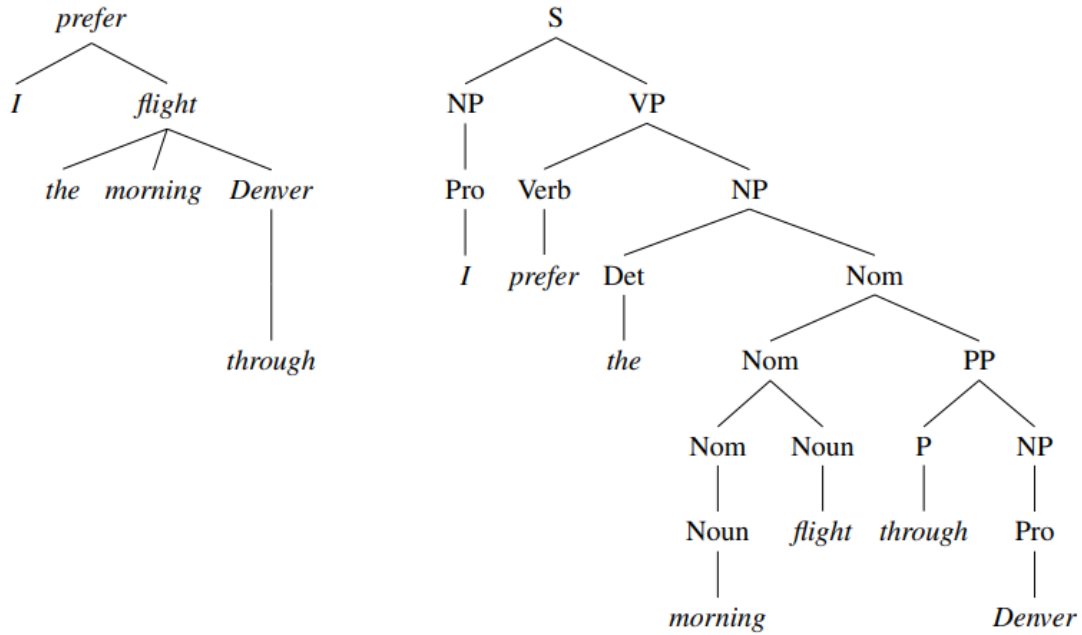 prefer S
I flight NP VP
the morning Denver Pro Verb NP
I prefer Det Nom
through the Nom PP
Nom Noun P NP
Noun flight through Pro
morning Denver